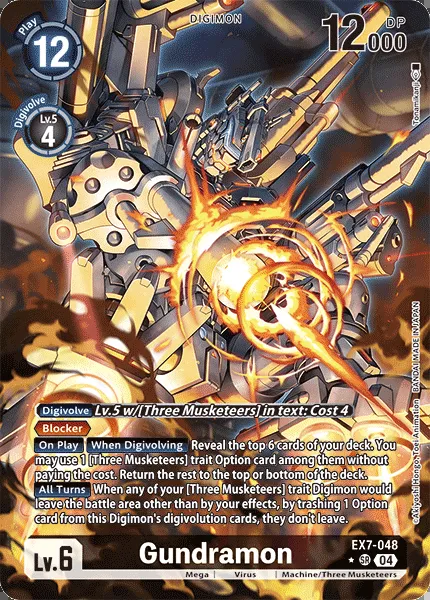 DIGIMON
Play
12
12000
DP
Digivolve
Lv.5
4
Tonamikanji
Digivolve Lv.5 w/[Three Musketeers] in text: Cost 4
Blocker
On Play When Digivolving Reveal the top 6 cards of your deck. You
may use 1 [Three Musketeers] trait Option card among them without
paying the cost. Return the rest to the top or bottom of the deck.
All Turns When any of your [Three Musketeers] trait Digimon would
leave the battle area other than by your effects, by trashing 1 Option
card from this Digimon's digivolution cards, they don't leave.
©Akiyoshi Hongo, Toei Animation BANDAI MADE IN JAPAN
Lv.6
Gundramon
EX7-048
SR 04
Mega Virus Machine/Three Musketeers